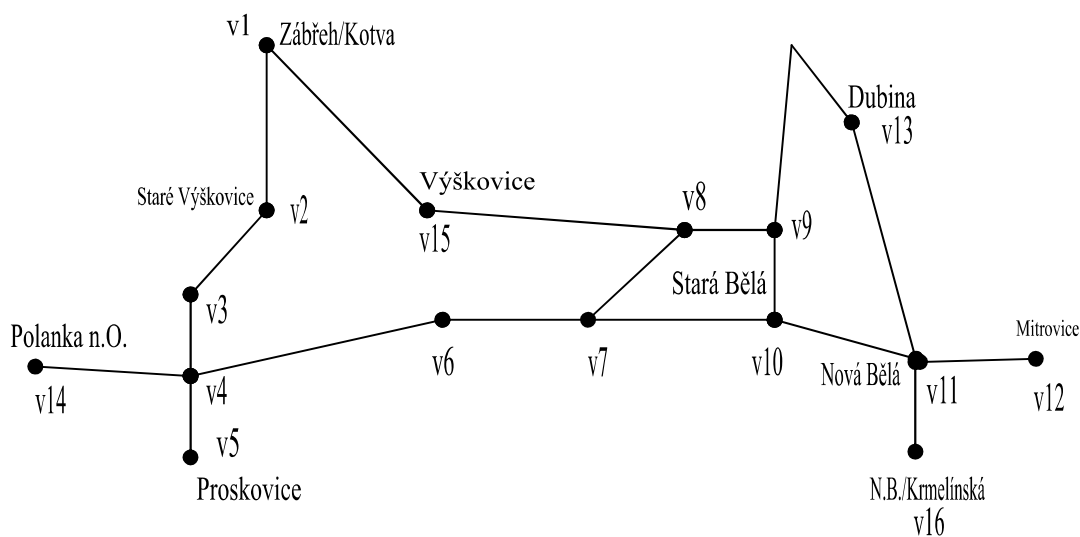 v1
Zábřeh/Kotva
Dubina
v13
Výškovice
Staré Výškovice
v2
v8
v15
v9
Stará Bělá
v3
Polanka n.O.
Mitrovice
v6
v7
v10
Nová Bělá
v11
v4
v14
v12
v5
Proskovice
N.B./Krmelínská
v16